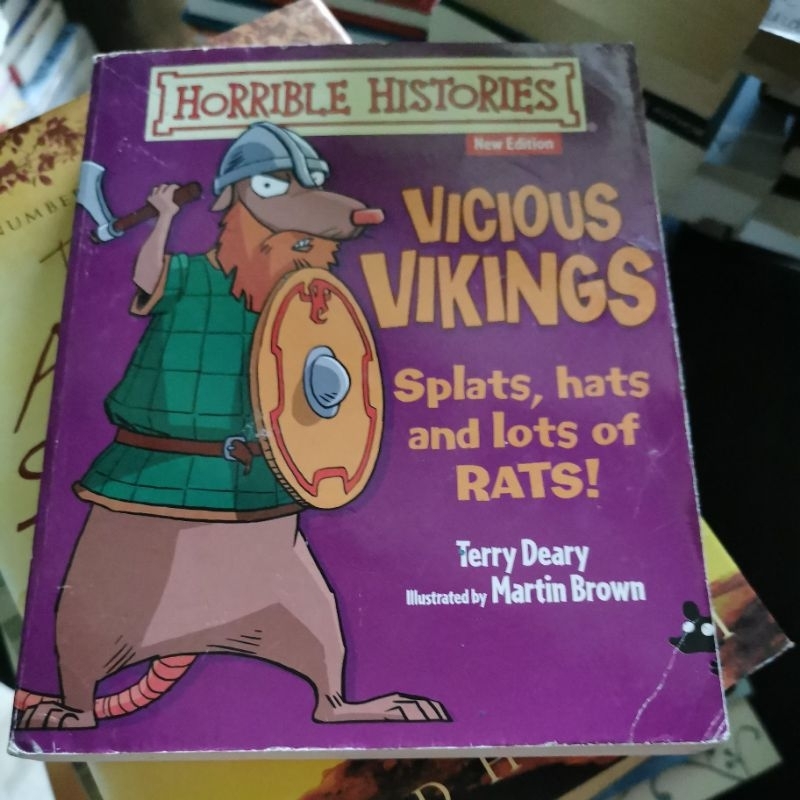 HORRIBLE HISTORIES
New Edition
VICIOUS
VIKINGS
Splats, hats
and lots of
RATS!
Terry Deary
Illustrated by Martin Brown